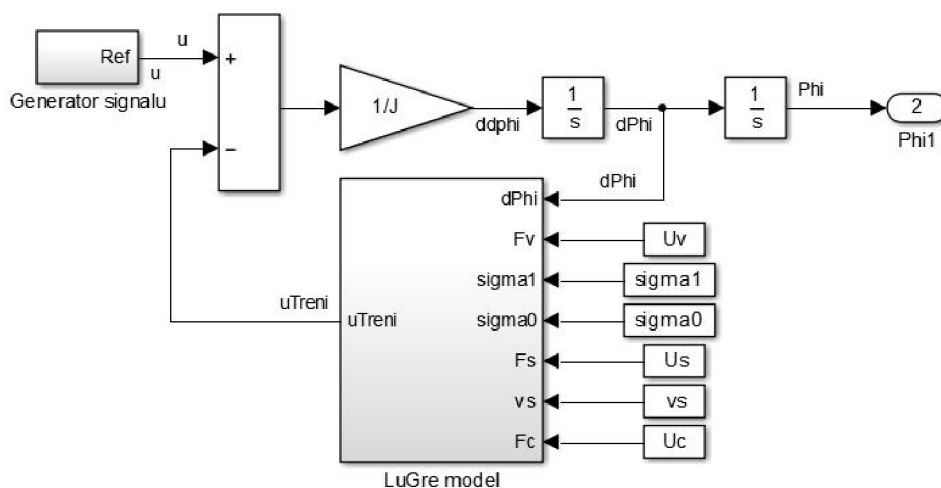 Ref
u
u
Generator signalu
+
−
1/J
ddphi
1
s
dPhi
1
s
Phi
2
Phi1
dPhi
dPhi
Fv
Uv
sigma1
sigma1
uTreni
uTreni
sigma0
sigma0
Fs
Us
vs
vs
Fc
Uc
LuGre model